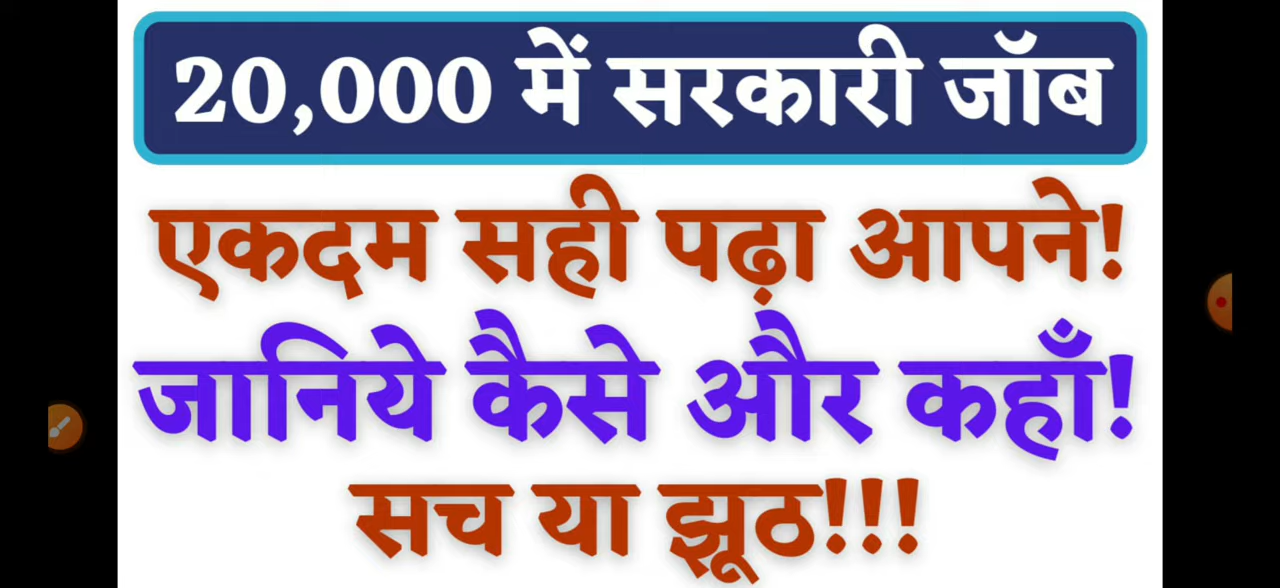 20,000 में सरकारी जॉब
एकदम सही पढ़ा आपने!
जानिये कैसे और कहाँ!
सच या झूठ!!!